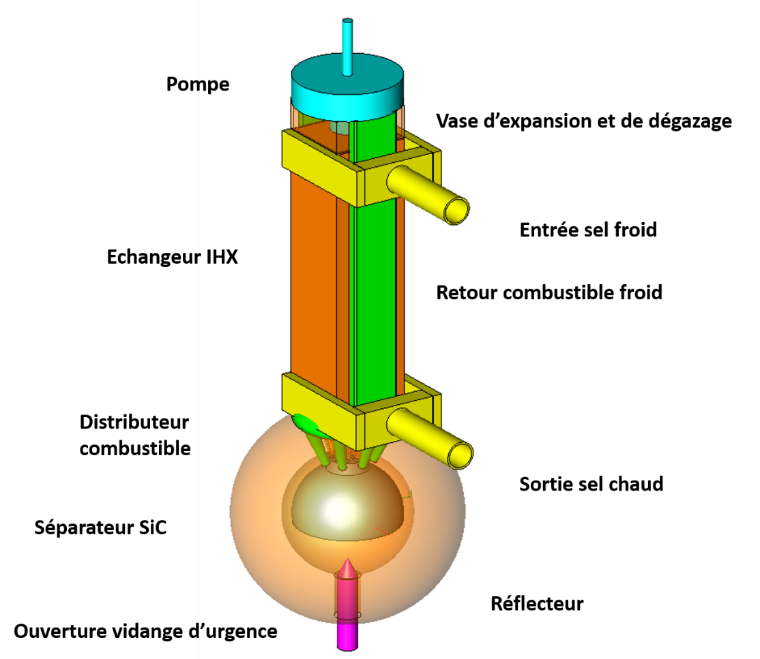 Pompe
Vase d'expansion et de dégazage
Entrée sel froid
Echangeur IHX
Retour combustible froid
Distributeur
combustible
Sortie sel chaud
Séparateur SiC
Réflecteur
Ouverture vidange d'urgence